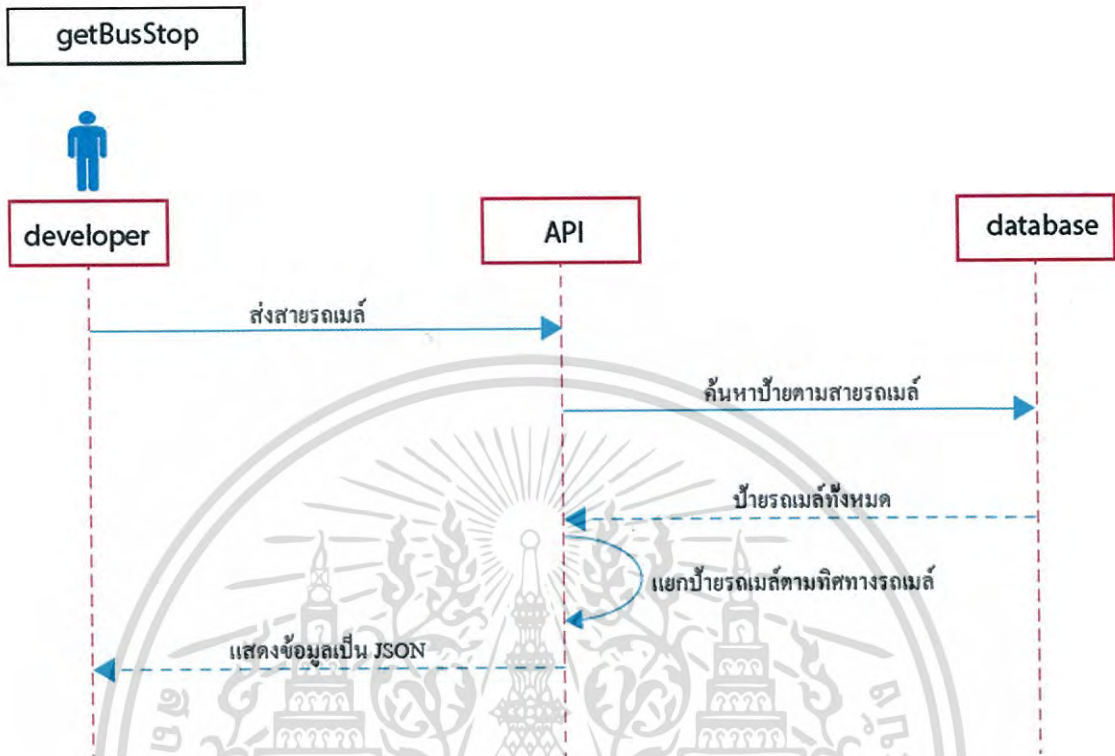 getBusStop
developer
API
database
ส่งสายรถเมล์
ค้นหาป้ายตามสายรถเมล์
ป้ายรถเมล์ทั้งหมด
แยกป้ายรถเมล์ตามทิศทางรถเมล์
แสดงข้อมูลเป็น JSON